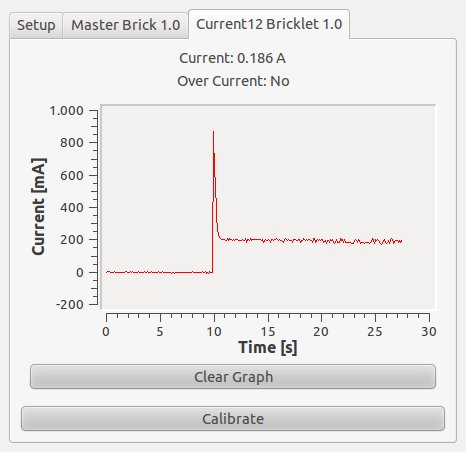 Setup Master Brick 1.0 Current12 Bricklet 1.0
Current: 0.186 A
Over Current: No
1.000
800
600
400
200
0
-200
Current [mA]
0 5 10 15 20 25 30
Time [s]
Clear Graph
Calibrate